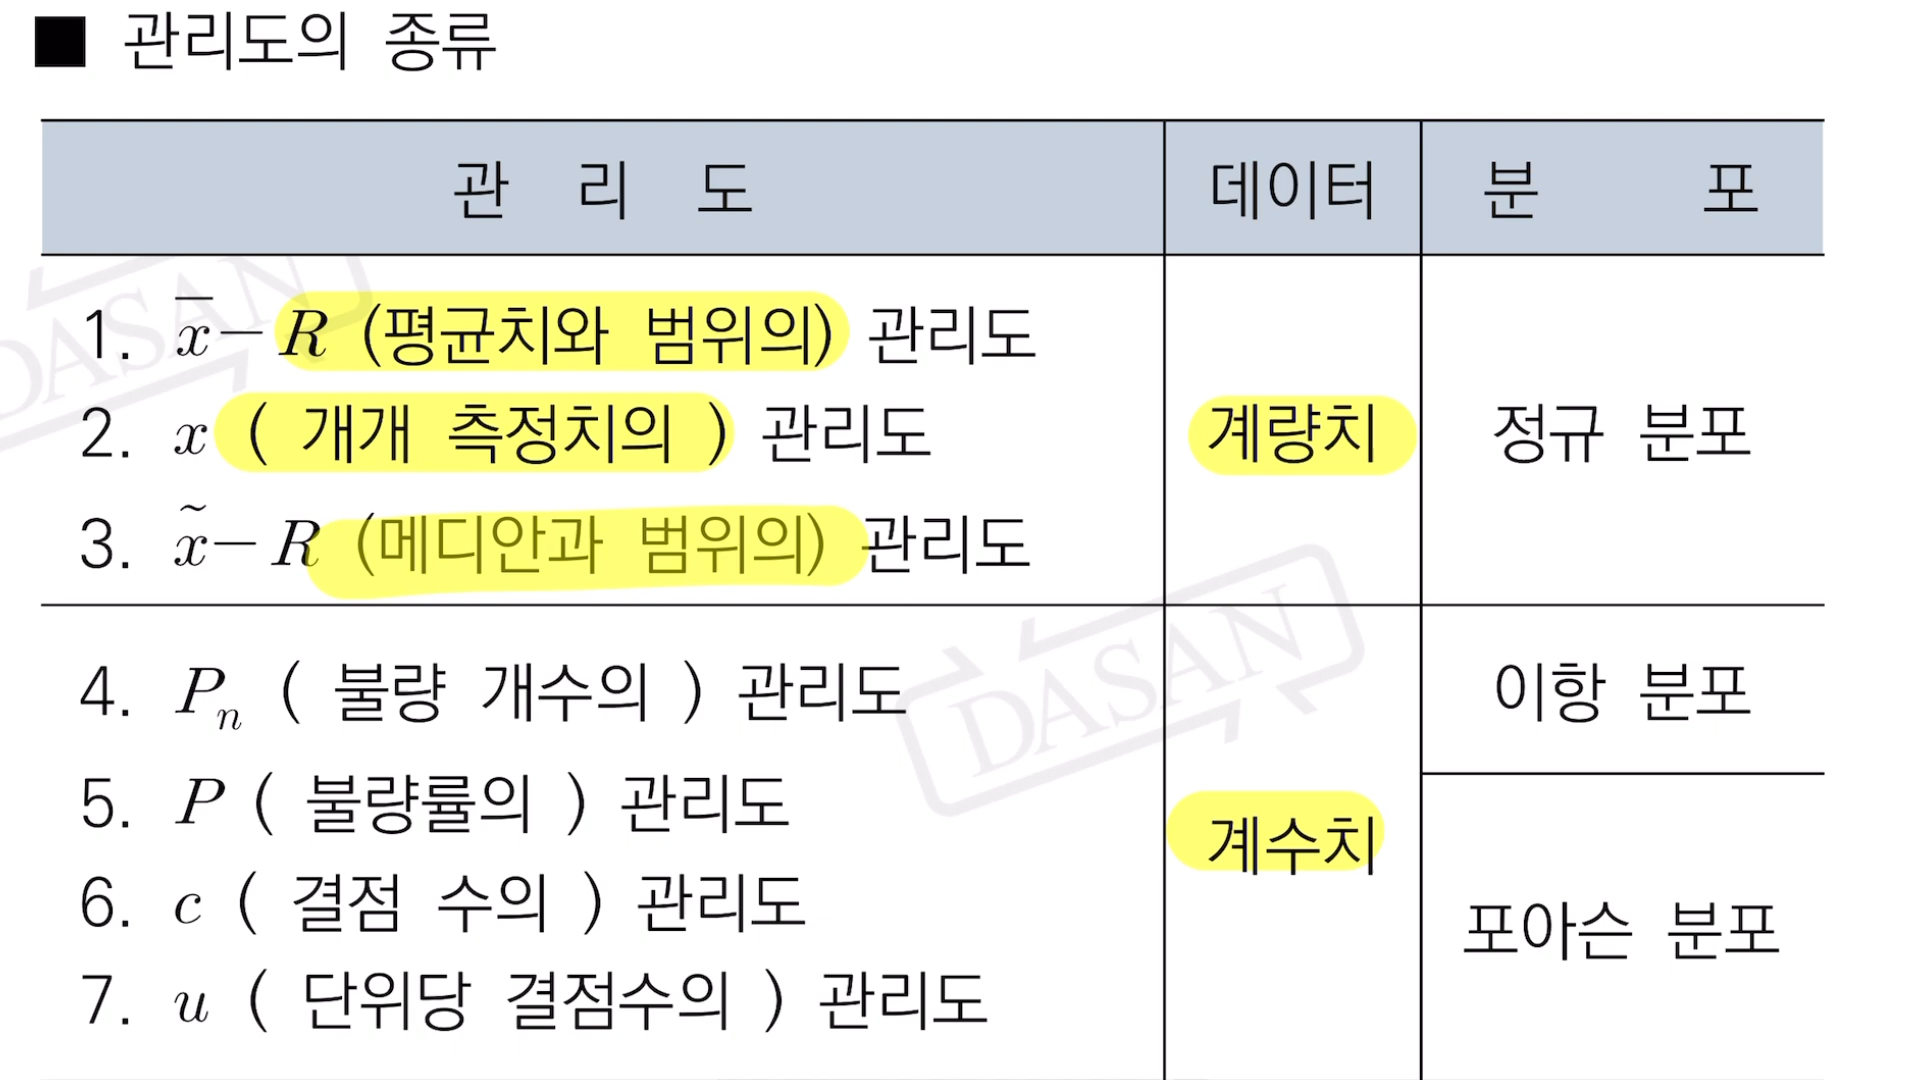 ■ 관리도의 종류
관 리 도 데이터 분 포
1. x̅ - R (평균치와 범위의) 관리도
2. x ( 개개 측정치의 ) 관리도 계량치 정규 분포
3. x̃ - R (메디안과 범위의) 관리도
4. Pₙ ( 불량 개수의 ) 관리도 이항 분포
5. P ( 불량률의 ) 관리도
계수치
6. c ( 결점 수의 ) 관리도
포아슨 분포
7. u ( 단위당 결점수의 ) 관리도
DASAN
DASAN